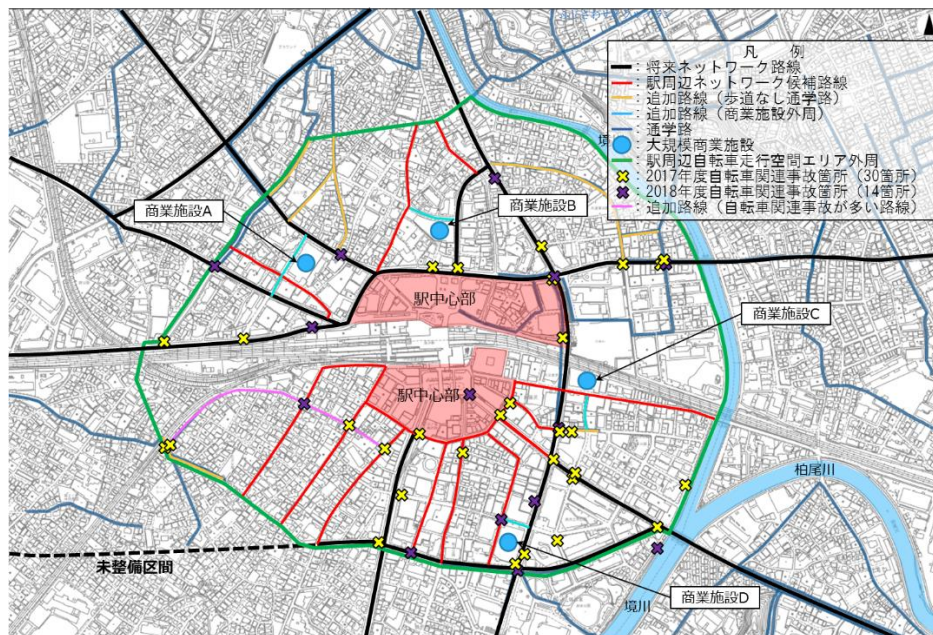 凡　例
：将来ネットワーク路線
：駅周辺ネットワーク候補路線
：追加路線（歩道なし通学路）
：追加路線（商業施設外周）
：通学路
：大規模商業施設
：駅周辺自転車走行空間エリア外周
：2017年度自転車関連事故箇所（30箇所）
：2018年度自転車関連事故箇所（14箇所）
：追加路線（自転車関連事故が多い路線）
商業施設A
商業施設B
駅中心部
商業施設C
駅中心部
柏尾川
未整備区間
商業施設D
境川